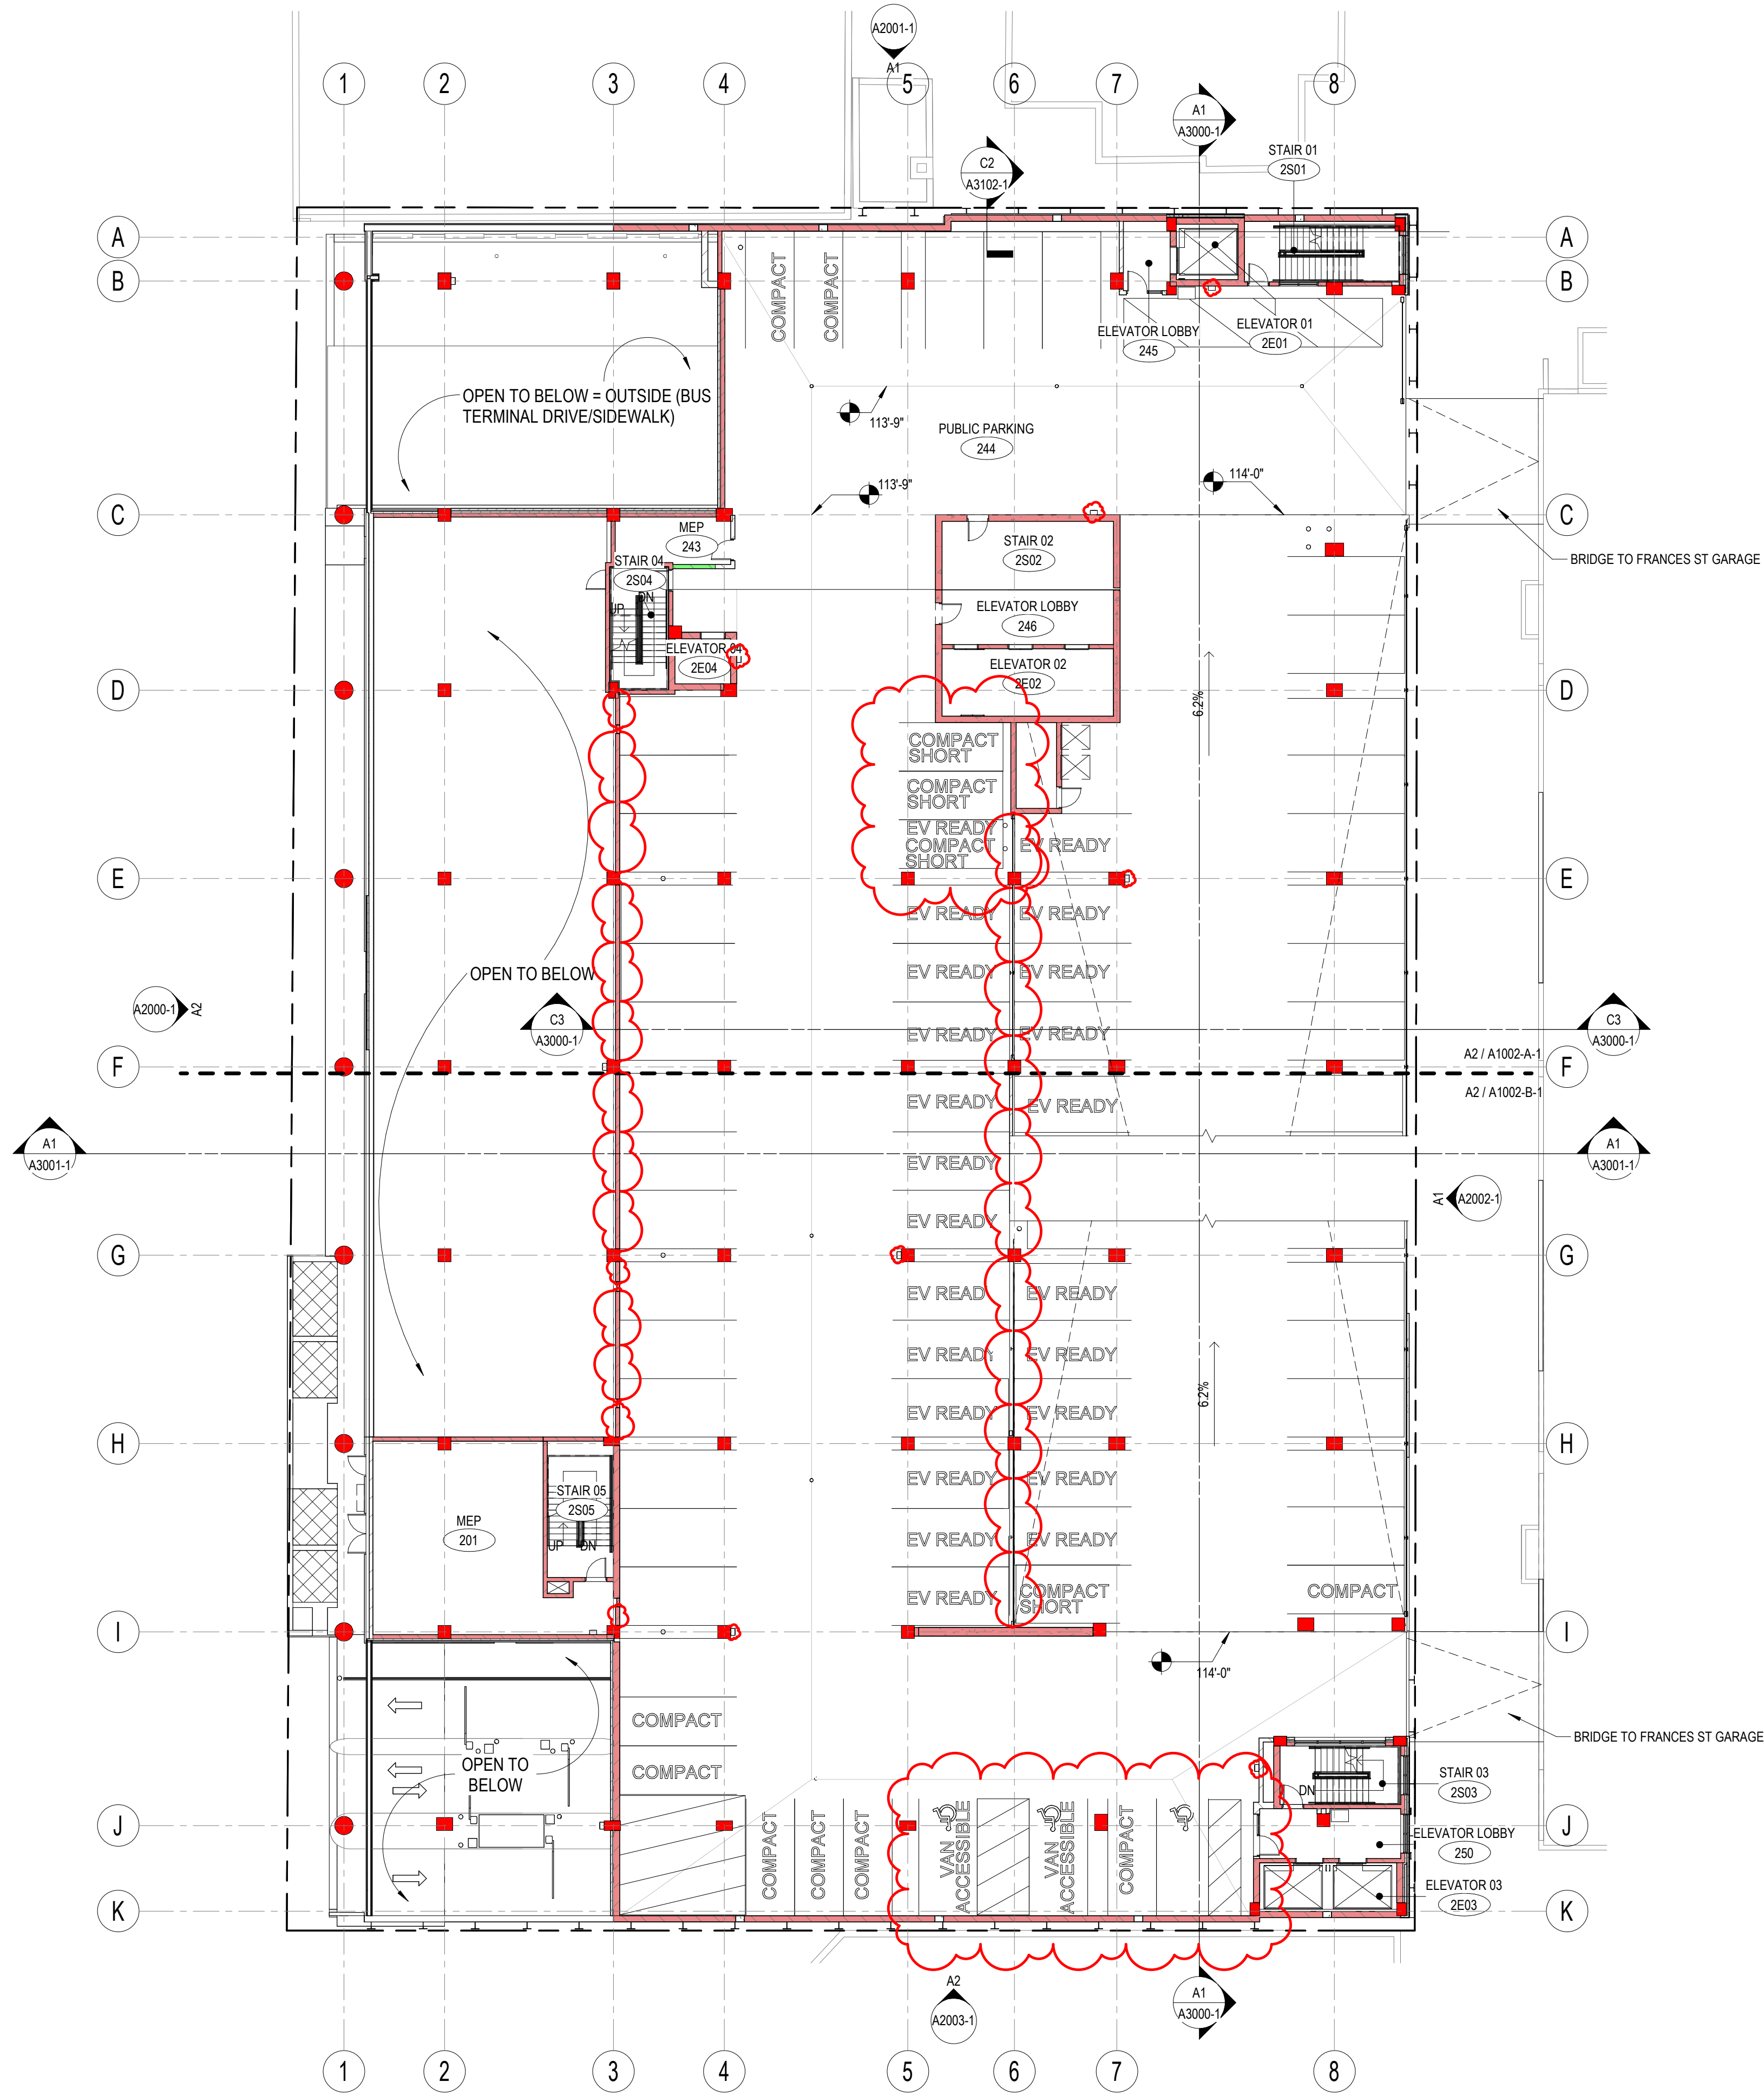 A2001-1
A1
1
2
3
4
5
6
7
8
A1
A3000-1
STAIR 01
2S01
C2
A3102-1
A
A
B
B
COMPACT
COMPACT
ELEVATOR LOBBY
245
ELEVATOR 01
2E01
OPEN TO BELOW = OUTSIDE (BUS
TERMINAL DRIVE/SIDEWALK)
113'-9"
PUBLIC PARKING
244
113'-9"
114'-0"
C
C
MEP
243
STAIR 04
2S04
UP
DN
STAIR 02
2S02
BRIDGE TO FRANCES ST GARAGE
ELEVATOR LOBBY
246
ELEVATOR 04
2E04
ELEVATOR 02
2E02
D
D
6.2%
COMPACT
SHORT
COMPACT
SHORT
EV READY
COMPACT
SHORT
EV READY
E
E
EV READY
EV READY
OPEN TO BELOW
EV READY
EV READY
A2000-1
A2
C3
A3000-1
C3
A3000-1
EV READY
EV READY
F
F
A2 / A1002-A-1
A2 / A1002-B-1
EV READY
EV READY
A1
A3001-1
A1
A3001-1
EV READY
A1
A2002-1
EV READY
G
G
EV READ
EV READY
EV READY
EV READY
6.2%
EV READY
EV READY
H
H
EV READY
EV READY
STAIR 05
2S05
UP
DN
MEP
201
EV READY
EV READY
EV READY
COMPACT
SHORT
COMPACT
I
I
114'-0"
COMPACT
BRIDGE TO FRANCES ST GARAGE
OPEN TO
BELOW
COMPACT
STAIR 03
2S03
DN
J
J
COMPACT
COMPACT
COMPACT
VAN
ACCESSIBLE
VAN
ACCESSIBLE
COMPACT
ELEVATOR LOBBY
250
ELEVATOR 03
2E03
K
K
A2
A2003-1
A1
A3000-1
1
2
3
4
5
6
7
8